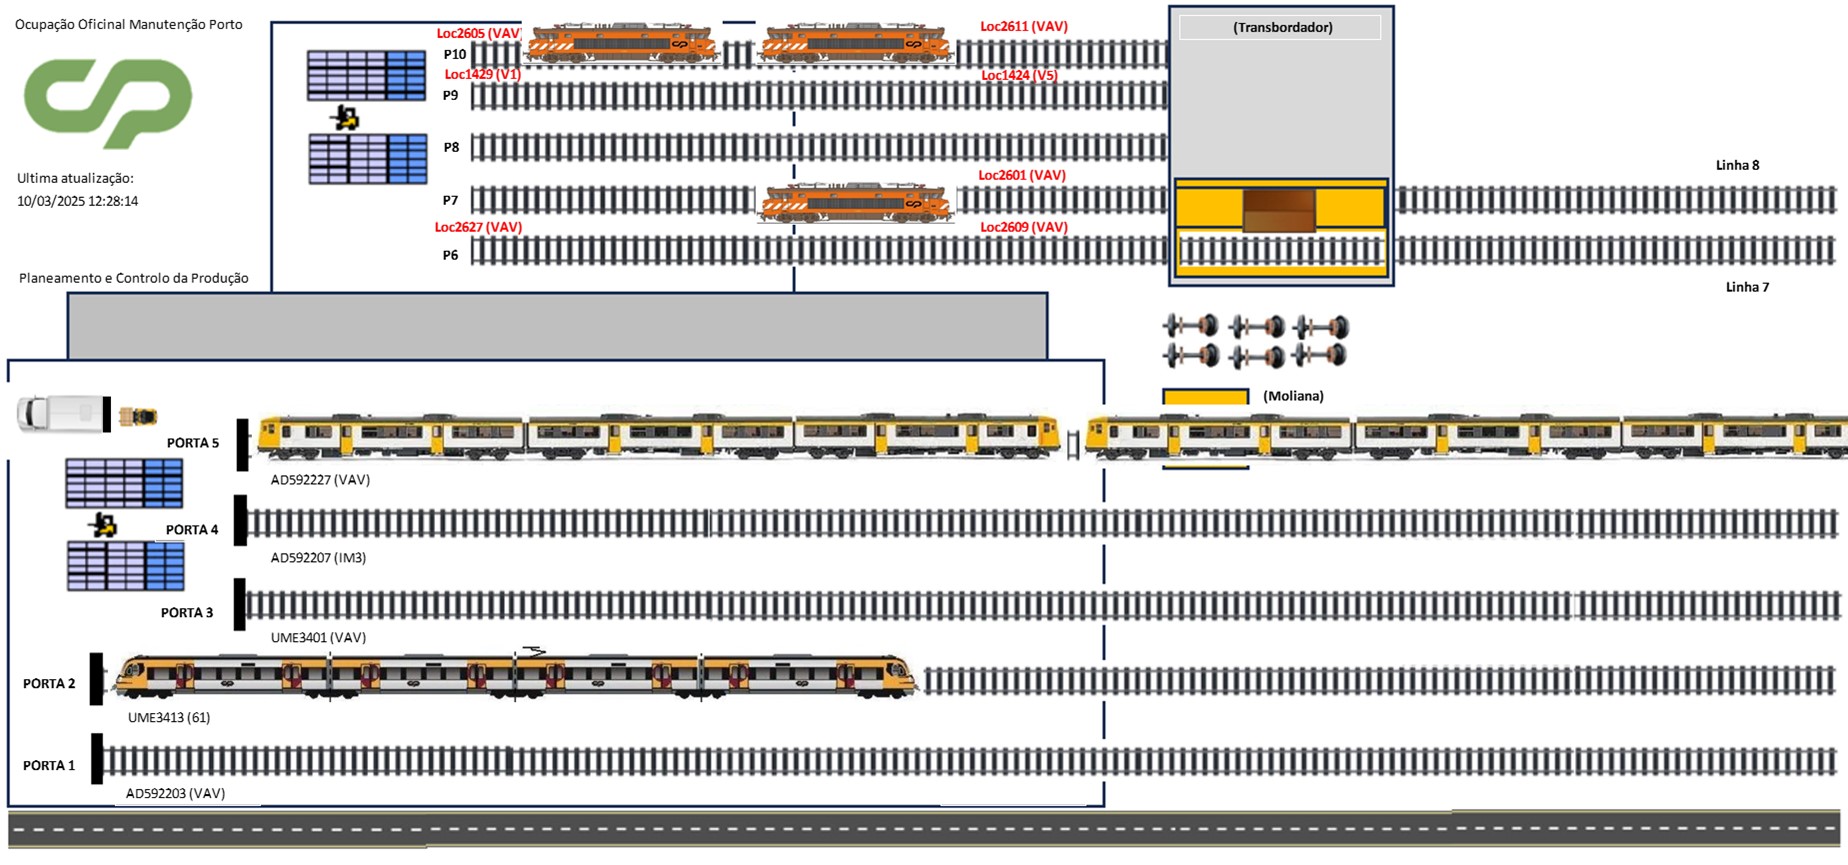 Ocupação Oficinal Manutenção Porto
Ultima atualização:
10/03/2025 12:28:14
Planeamento e Controlo da Produção
Loc2605 (VAV)
Loc2611 (VAV)
P10
Loc1429 (V1)
Loc1424 (V5)
P9
P8
Loc2601 (VAV)
P7
Loc2627 (VAV)
Loc2609 (VAV)
P6
(Transbordador)
Linha 8
Linha 7
(Moliana)
PORTA 5
AD592227 (VAV)
PORTA 4
AD592207 (IM3)
PORTA 3
UME3401 (VAV)
PORTA 2
UME3413 (61)
PORTA 1
AD592203 (VAV)